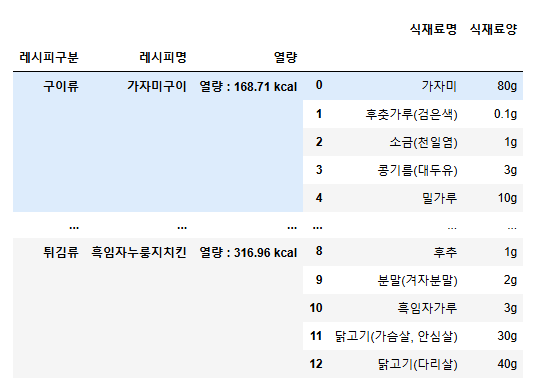 식재료명 식재료양
레시피구분 레시피명 열량
구이류 가자미구이 열량 : 168.71 kcal 0 가자미 80g
1 후춧가루(검은색) 0.1g
2 소금(천일염) 1g
3 콩기름(대두유) 3g
4 밀가루 10g
... ... ... ... ... ...
튀김류 흑임자누룽지치킨 열량 : 316.96 kcal 8 후추 1g
9 분말(겨자분말) 2g
10 흑임자가루 3g
11 닭고기(가슴살, 안심살) 30g
12 닭고기(다리살) 40g